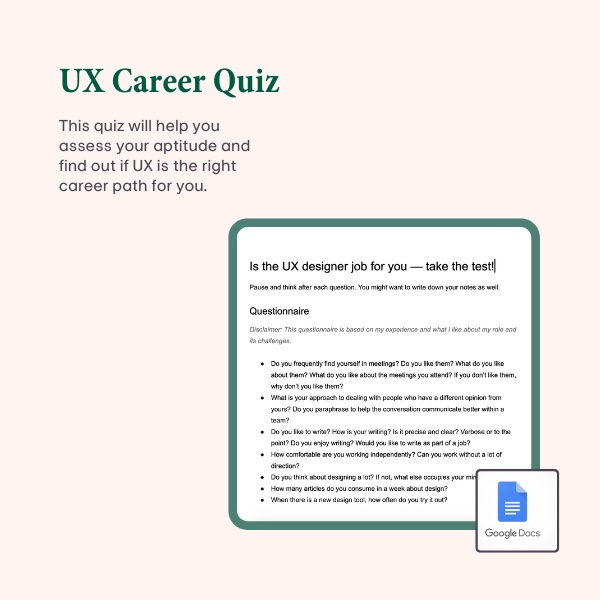 UX Career Quiz
This quiz will help you
assess your aptitude and
find out if UX is the right
career path for you.
Is the UX designer job for you — take the test!
Pause and think after each question. You might want to write down your notes as well.
Questionnaire
Disclaimer: This questionnaire is based on my experience and what I like about my role and
its challenges.
• Do you frequently find yourself in meetings? Do you like them? What do you like
about them? What do you like about the meetings you attend? If you don't like them,
why don't you like them?
• What is your approach to dealing with people who have a different opinion from
yours? Do you paraphrase to help the conversation communicate better within a
team?
• Do you like to write? How is your writing? Is it precise and clear? Verbose or to the
point? Do you enjoy writing? Would you like to write as part of a job?
• How comfortable are you working independently? Can you work without a lot of
direction?
• Do you think about designing a lot? If not, what else occupies your
• How many articles do you consume in a week about design?
• When there is a new design tool, how often do you try it out?
Google Docs